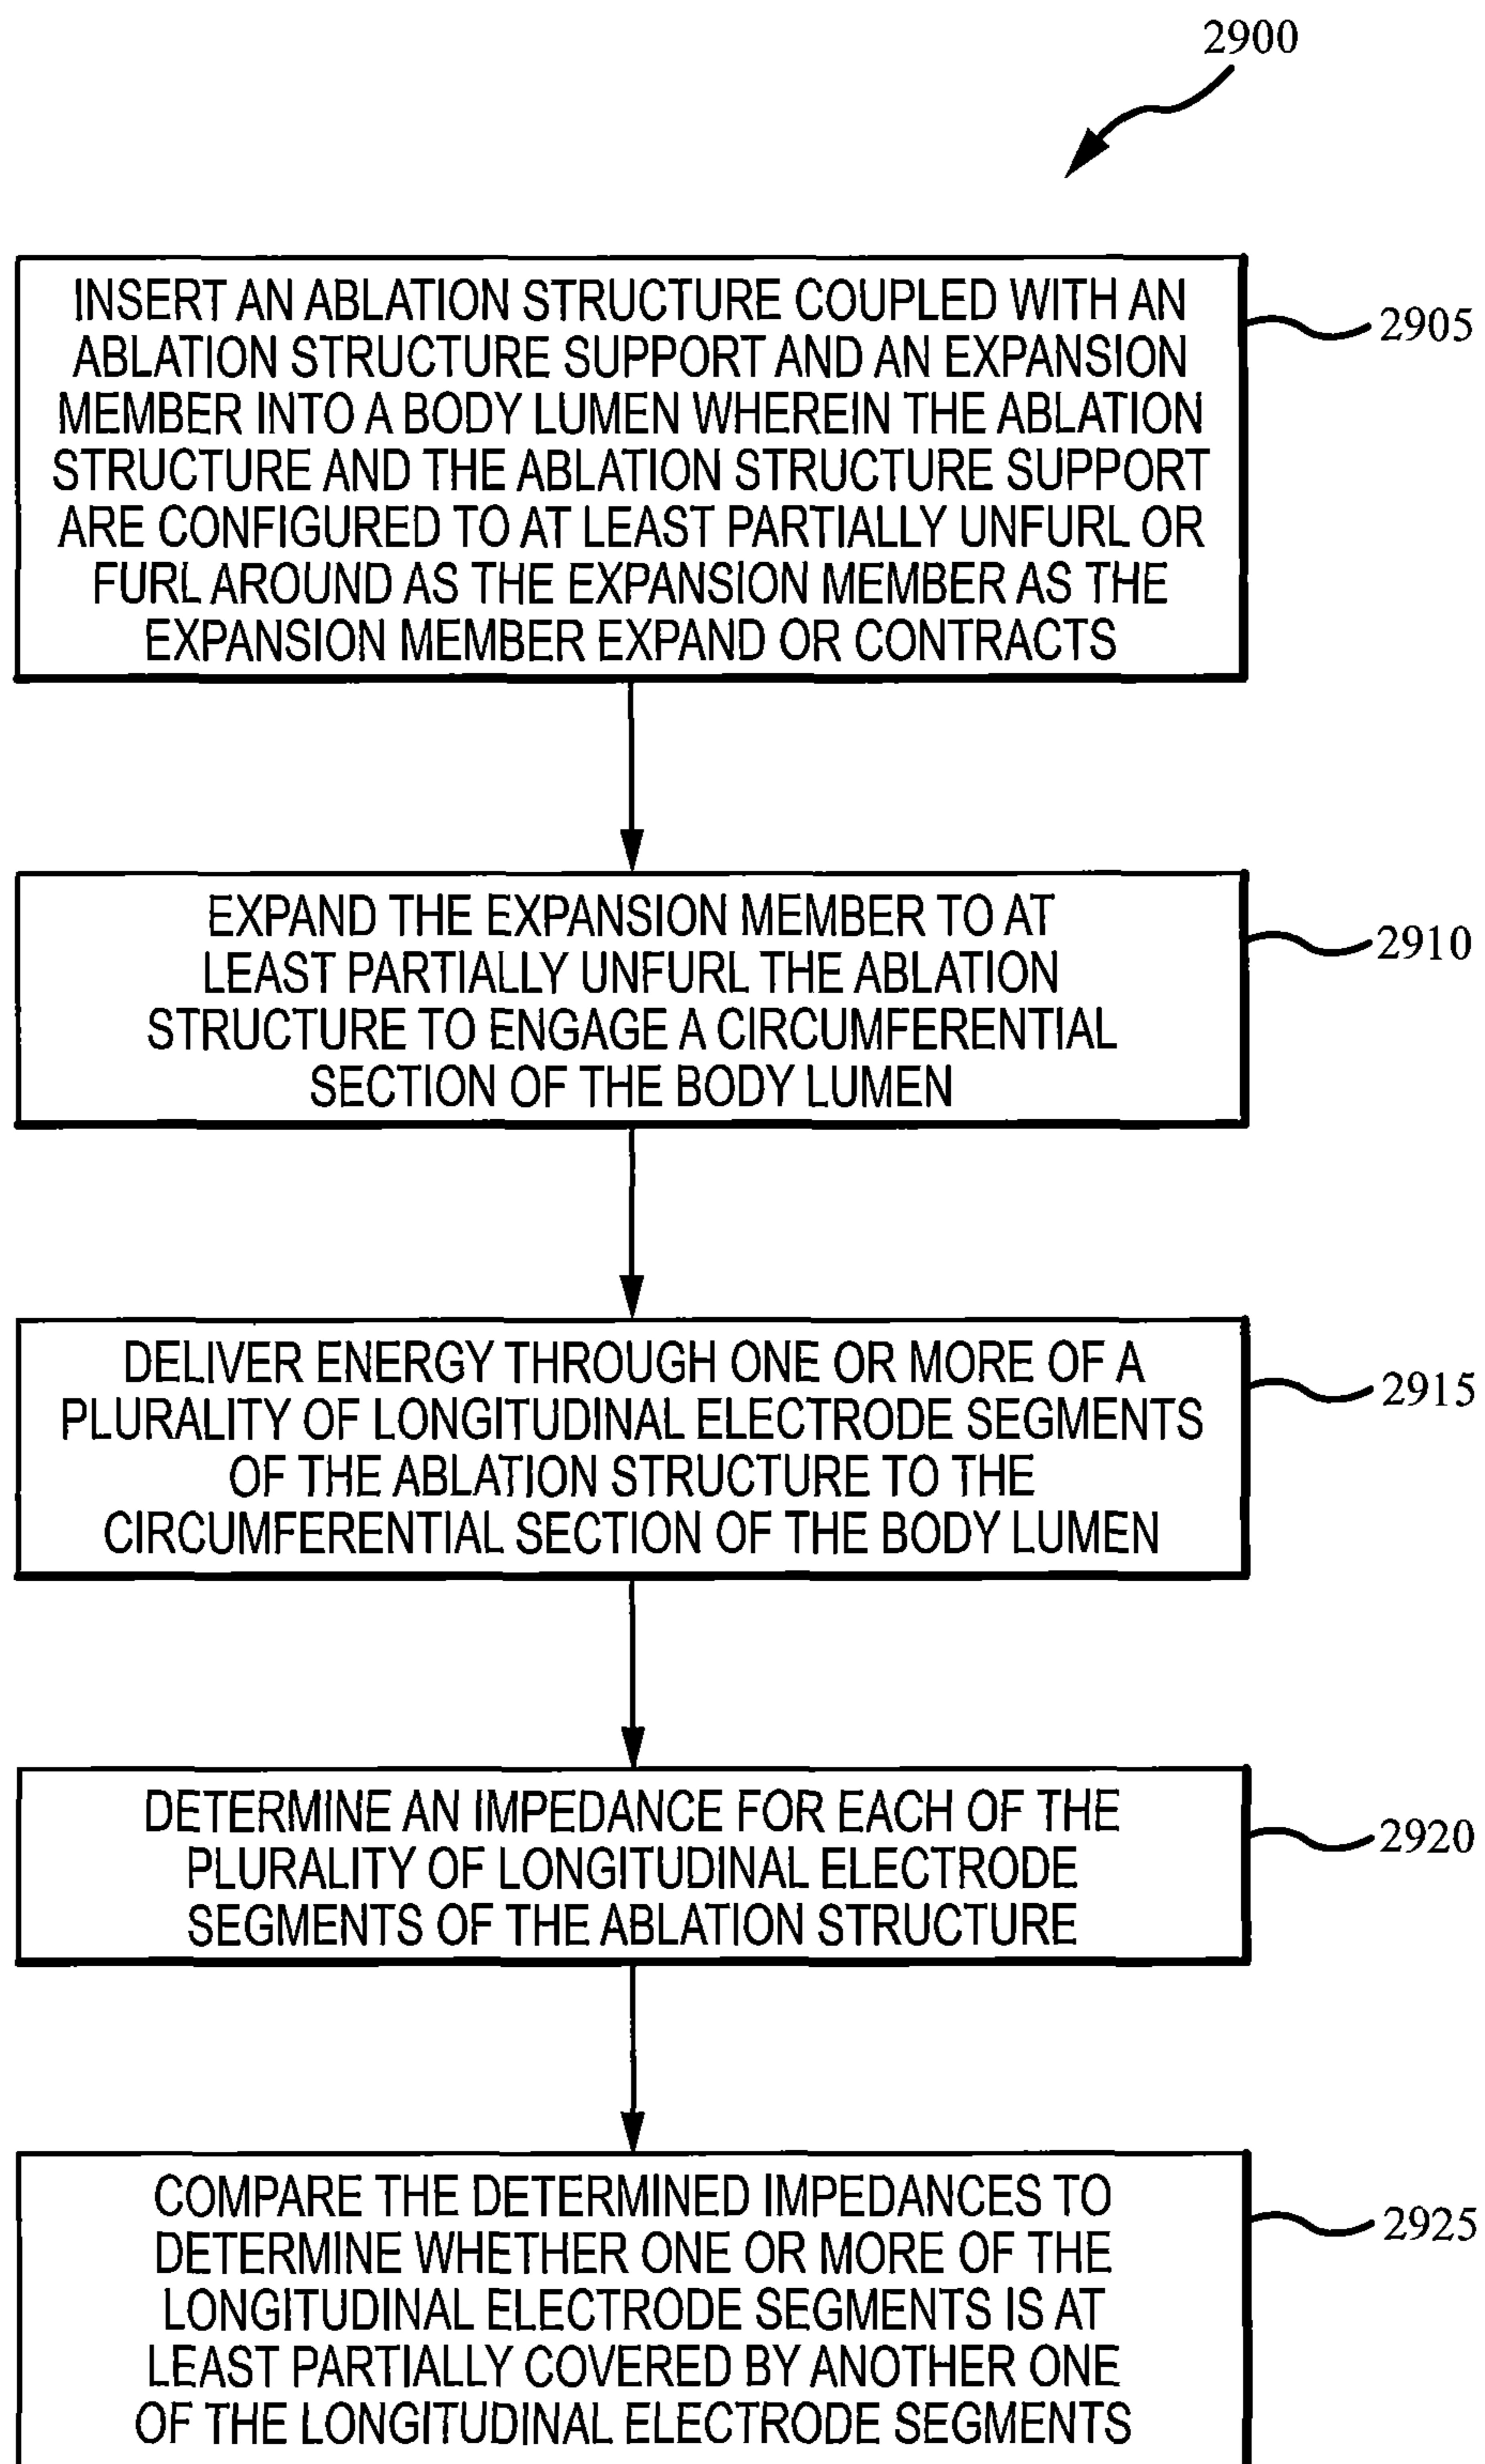 2900
INSERT AN ABLATION STRUCTURE COUPLED WITH AN
ABLATION STRUCTURE SUPPORT AND AN EXPANSION
MEMBER INTO A BODY LUMEN WHEREIN THE ABLATION
STRUCTURE AND THE ABLATION STRUCTURE SUPPORT
ARE CONFIGURED TO AT LEAST PARTIALLY UNFURL OR
FURL AROUND AS THE EXPANSION MEMBER AS THE
EXPANSION MEMBER EXPAND OR CONTRACTS
2905
EXPAND THE EXPANSION MEMBER TO AT
LEAST PARTIALLY UNFURL THE ABLATION
STRUCTURE TO ENGAGE A CIRCUMFERENTIAL
SECTION OF THE BODY LUMEN
2910
DELIVER ENERGY THROUGH ONE OR MORE OF A
PLURALITY OF LONGITUDINAL ELECTRODE SEGMENTS
OF THE ABLATION STRUCTURE TO THE
CIRCUMFERENTIAL SECTION OF THE BODY LUMEN
2915
DETERMINE AN IMPEDANCE FOR EACH OF THE
PLURALITY OF LONGITUDINAL ELECTRODE
SEGMENTS OF THE ABLATION STRUCTURE
2920
COMPARE THE DETERMINED IMPEDANCES TO
DETERMINE WHETHER ONE OR MORE OF THE
LONGITUDINAL ELECTRODE SEGMENTS IS AT
LEAST PARTIALLY COVERED BY ANOTHER ONE
OF THE LONGITUDINAL ELECTRODE SEGMENTS
2925